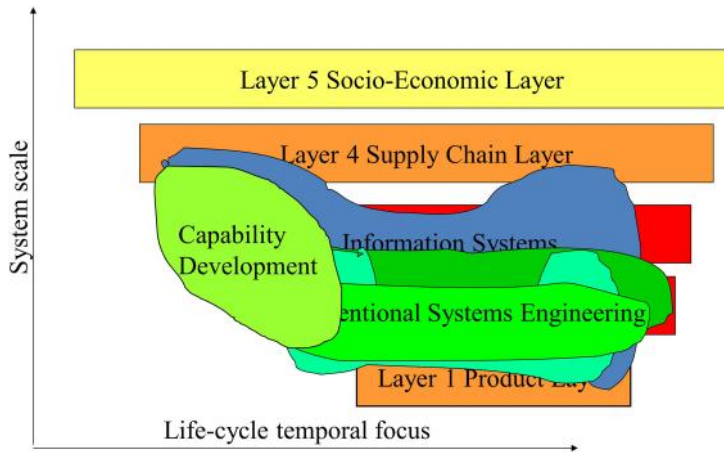 Layer 5 Socio-Economic Layer
Layer 4 Supply Chain Layer
System scale
Capability
Development
Information Systems
entional Systems Engineering
Layer 1 Product Lay
Life-cycle temporal focus